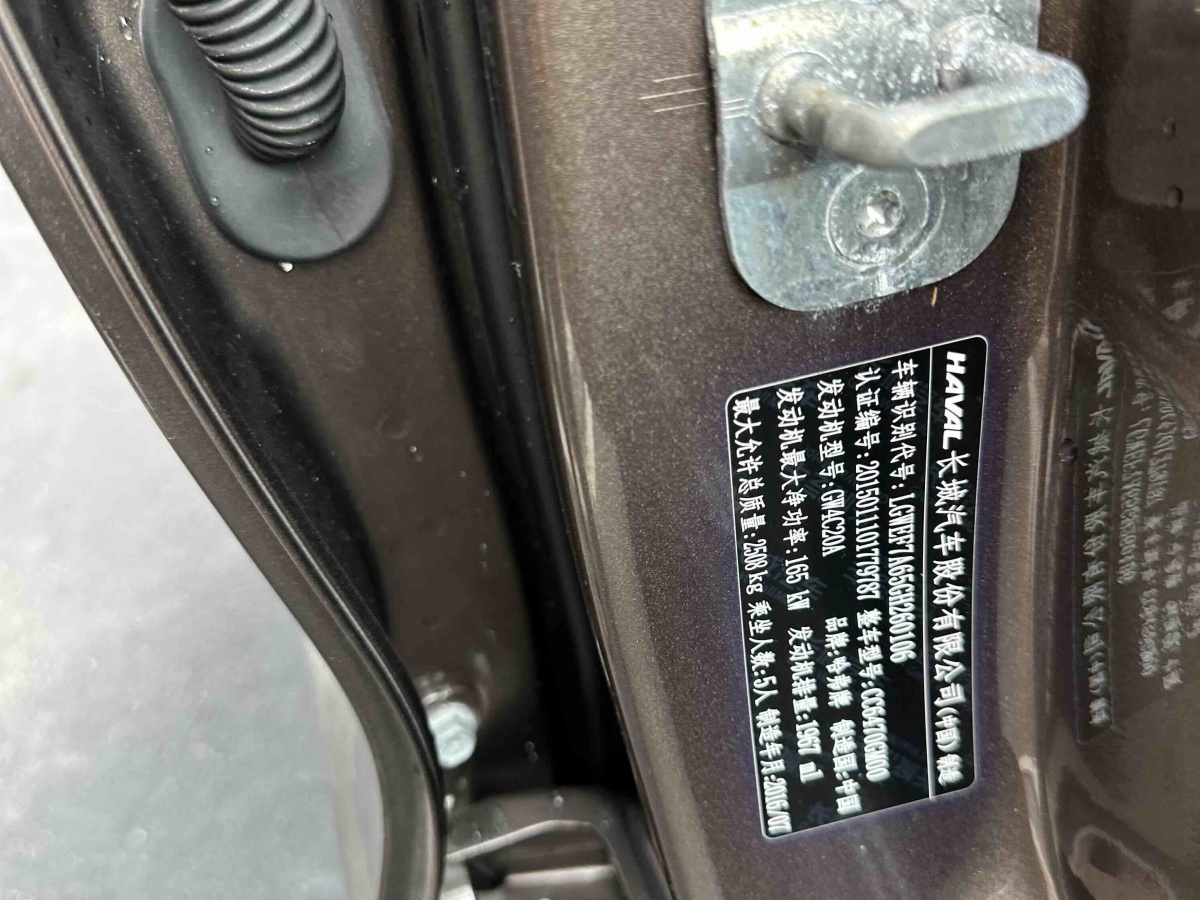 HAVAL 长城汽车股份有限公司(中国) 制造
车辆识别代号:LGWEF7A65GH260106
认证编号:2015011101779787 整车型号:CC6470GM00
发动机型号:GW4C20A 品牌:哈弗牌 制造国:中国
发动机最大净功率:165 kW 发动机排量:1967 ml
最大允许总质量:2508kg 乘坐人数:5人 制造年月:2016/07